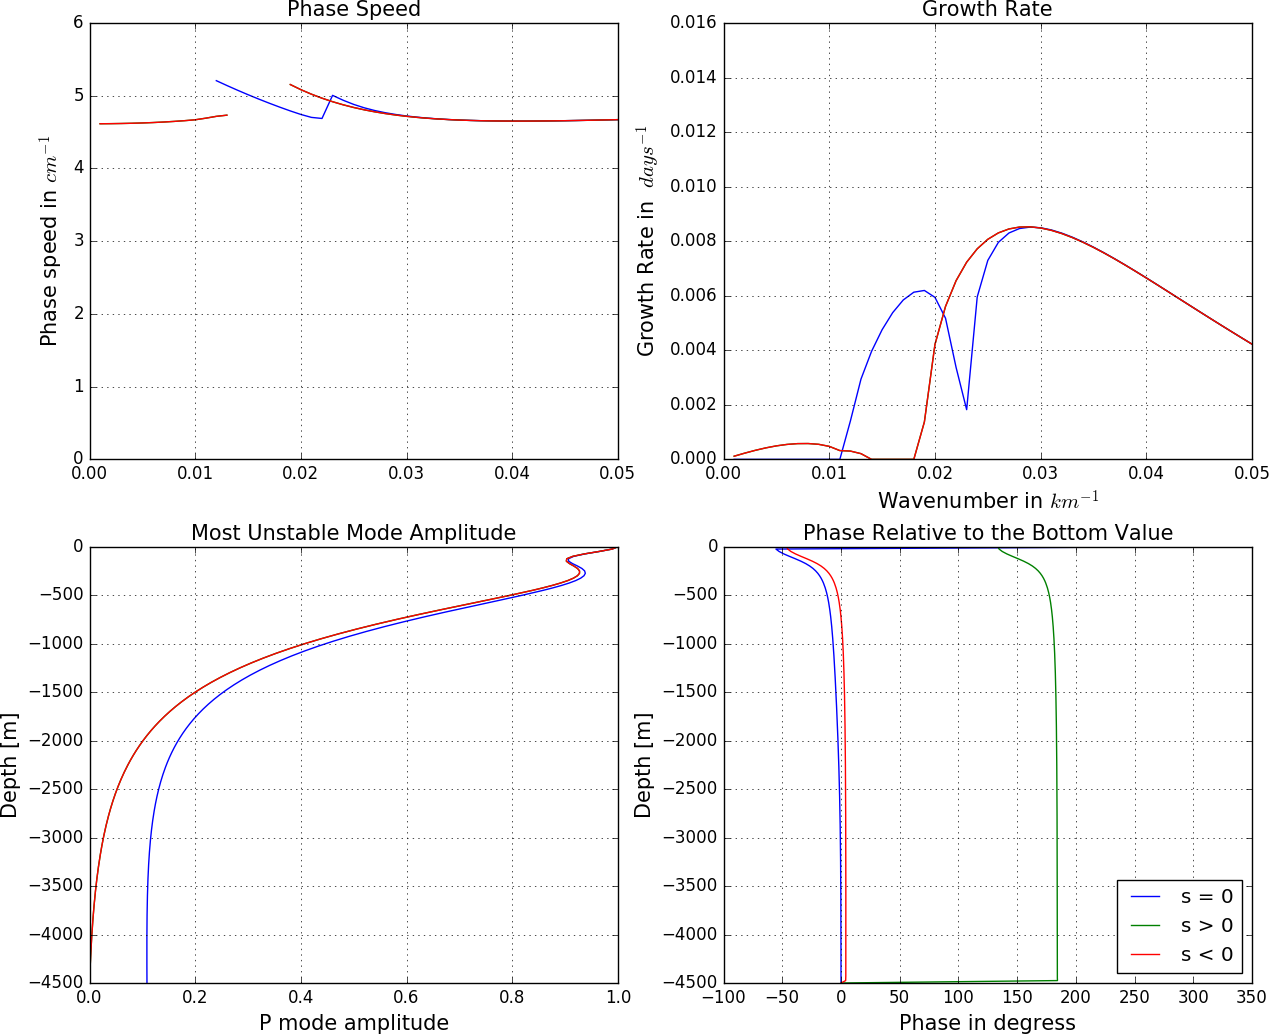 Phase Speed
Growth Rate
6
5
4
3
2
1
0
Phase speed in cm⁻¹
0.00 0.01 0.02 0.03 0.04 0.05
0.016
0.014
0.012
0.010
0.008
0.006
0.004
0.002
0.000
Growth Rate in days⁻¹
0.00 0.01 0.02 0.03 0.04 0.05
Wavenumber in km⁻¹
Most Unstable Mode Amplitude
Phase Relative to the Bottom Value
0
−500
−1000
−1500
−2000
−2500
−3000
−3500
−4000
−4500
Depth [m]
0.0 0.2 0.4 0.6 0.8 1.0
P mode amplitude
0
−500
−1000
−1500
−2000
−2500
−3000
−3500
−4000
−4500
Depth [m]
s = 0
s > 0
s < 0
−100 −50 0 50 100 150 200 250 300 350
Phase in degress